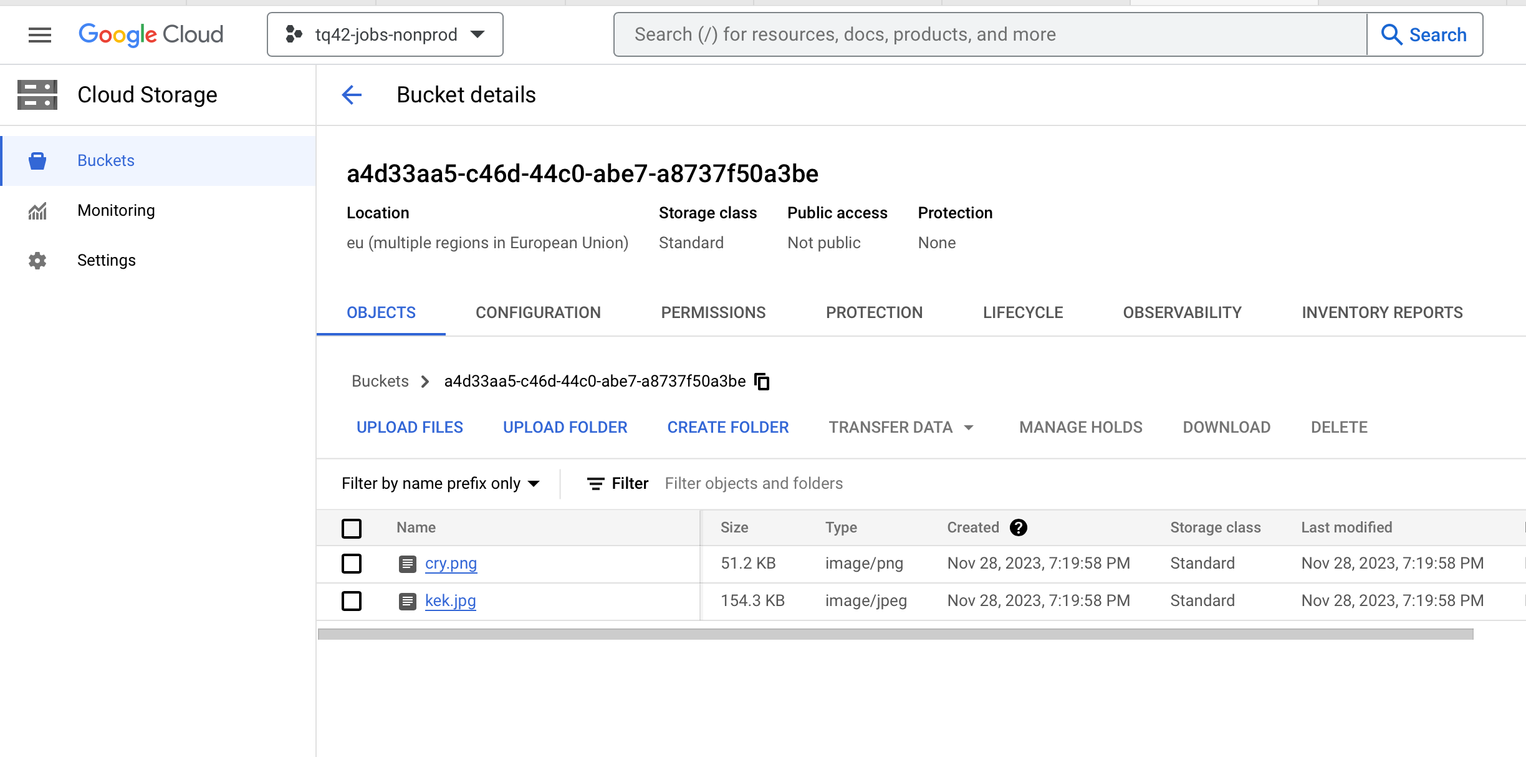 Google Cloud
tq42-jobs-nonprod
Search (/) for resources, docs, products, and more
Search
Cloud Storage
Bucket details
Buckets
Monitoring
Settings
a4d33aa5-c46d-44c0-abe7-a8737f50a3be
Location Storage class Public access Protection
eu (multiple regions in European Union) Standard Not public None
OBJECTS CONFIGURATION PERMISSIONS PROTECTION LIFECYCLE OBSERVABILITY INVENTORY REPORTS
Buckets > a4d33aa5-c46d-44c0-abe7-a8737f50a3be
UPLOAD FILES UPLOAD FOLDER CREATE FOLDER TRANSFER DATA MANAGE HOLDS DOWNLOAD DELETE
Filter by name prefix only Filter Filter objects and folders
Name Size Type Created ? Storage class Last modified
cry.png 51.2 KB image/png Nov 28, 2023, 7:19:58 PM Standard Nov 28, 2023, 7:19:58 PM
kek.jpg 154.3 KB image/jpeg Nov 28, 2023, 7:19:58 PM Standard Nov 28, 2023, 7:19:58 PM